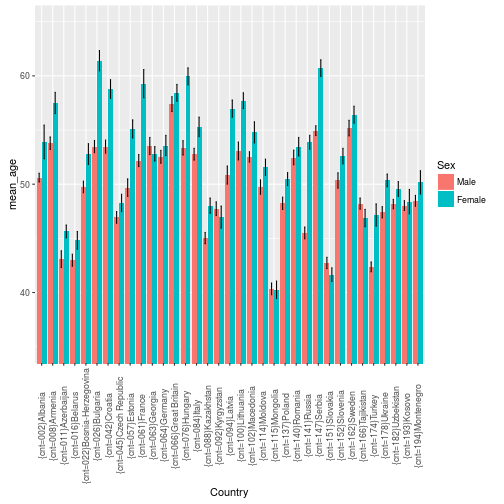 60
50
40
mean_age
{cnt=002}Albania
{cnt=008}Armenia
{cnt=011}Azerbaijan
{cnt=016}Belarus
{cnt=022}Bosnia-Herzegovina
{cnt=026}Bulgaria
{cnt=042}Croatia
{cnt=045}Czech Republic
{cnt=057}Estonia
{cnt=061}France
{cnt=063}Georgia
{cnt=064}Germany
{cnt=066}Great Britain
{cnt=076}Hungary
{cnt=084}Italy
{cnt=088}Kazakhstan
{cnt=092}Kyrgyzstan
{cnt=094}Latvia
{cnt=100}Lithuania
{cnt=102}Macedonia
{cnt=114}Moldova
{cnt=115}Mongolia
{cnt=137}Poland
{cnt=140}Romania
{cnt=141}Russia
{cnt=147}Serbia
{cnt=151}Slovakia
{cnt=152}Slovenia
{cnt=162}Sweden
{cnt=166}Tajikistan
{cnt=174}Turkey
{cnt=178}Ukraine
{cnt=182}Uzbekistan
{cnt=193}Kosovo
{cnt=194}Montenegro
Country
Sex
Male
Female